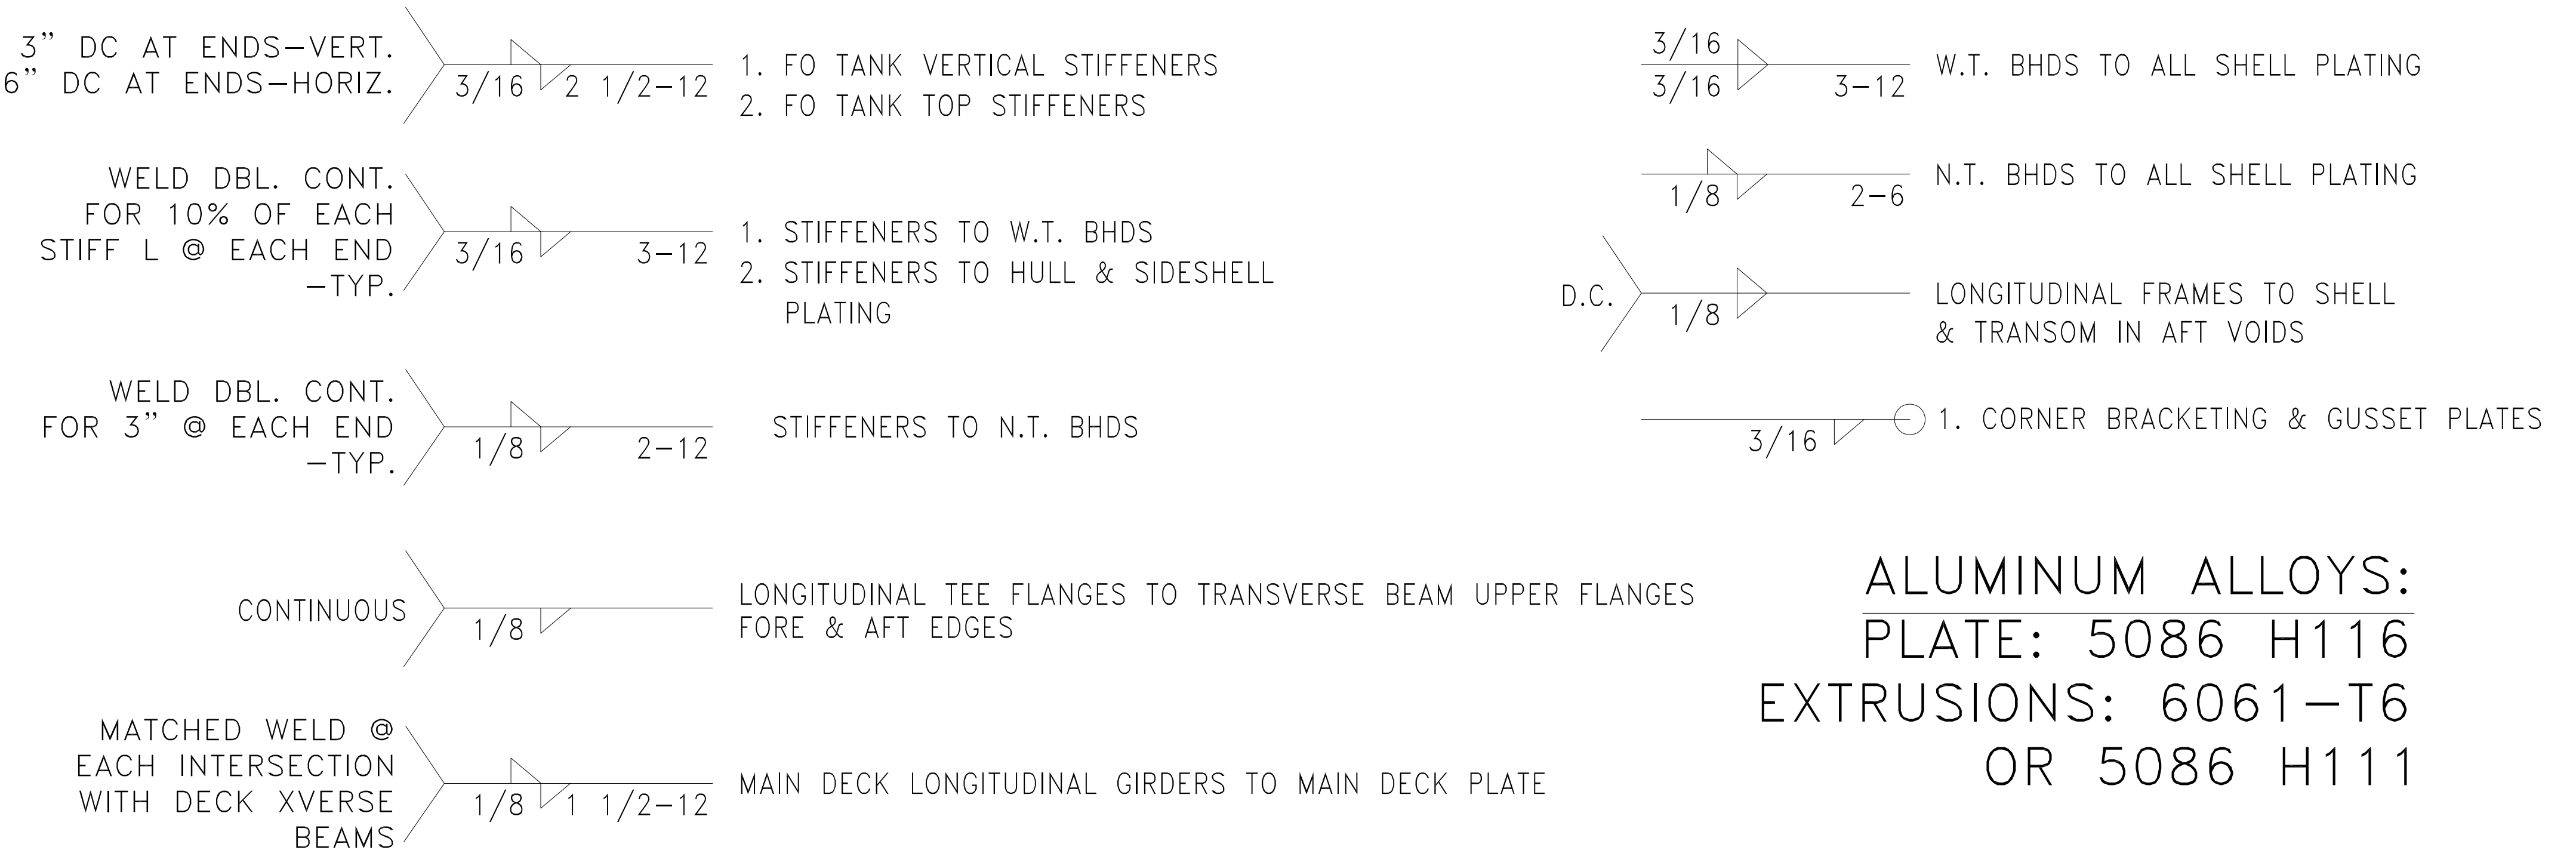 3” DC AT ENDS–VERT.
6” DC AT ENDS–HORIZ.
3/16 2 1/2–12
1. FO TANK VERTICAL STIFFENERS
2. FO TANK TOP STIFFENERS
WELD DBL. CONT.
FOR 10% OF EACH
STIFF L @ EACH END
–TYP.
3/16 3–12
1. STIFFENERS TO W.T. BHDS
2. STIFFENERS TO HULL & SIDESHELL
PLATING
WELD DBL. CONT.
FOR 3” @ EACH END
–TYP.
1/8 2–12
STIFFENERS TO N.T. BHDS
CONTINUOUS
1/8
LONGITUDINAL TEE FLANGES TO TRANSVERSE BEAM UPPER FLANGES
FORE & AFT EDGES
MATCHED WELD @
EACH INTERSECTION
WITH DECK XVERSE
BEAMS
1/8 1 1/2–12
MAIN DECK LONGITUDINAL GIRDERS TO MAIN DECK PLATE
3/16
3/16 3–12
W.T. BHDS TO ALL SHELL PLATING
1/8 2–6
N.T. BHDS TO ALL SHELL PLATING
D.C.
1/8
LONGITUDINAL FRAMES TO SHELL
& TRANSOM IN AFT VOIDS
3/16
1. CORNER BRACKETING & GUSSET PLATES
ALUMINUM ALLOYS:
PLATE: 5086 H116
EXTRUSIONS: 6061–T6
OR 5086 H111